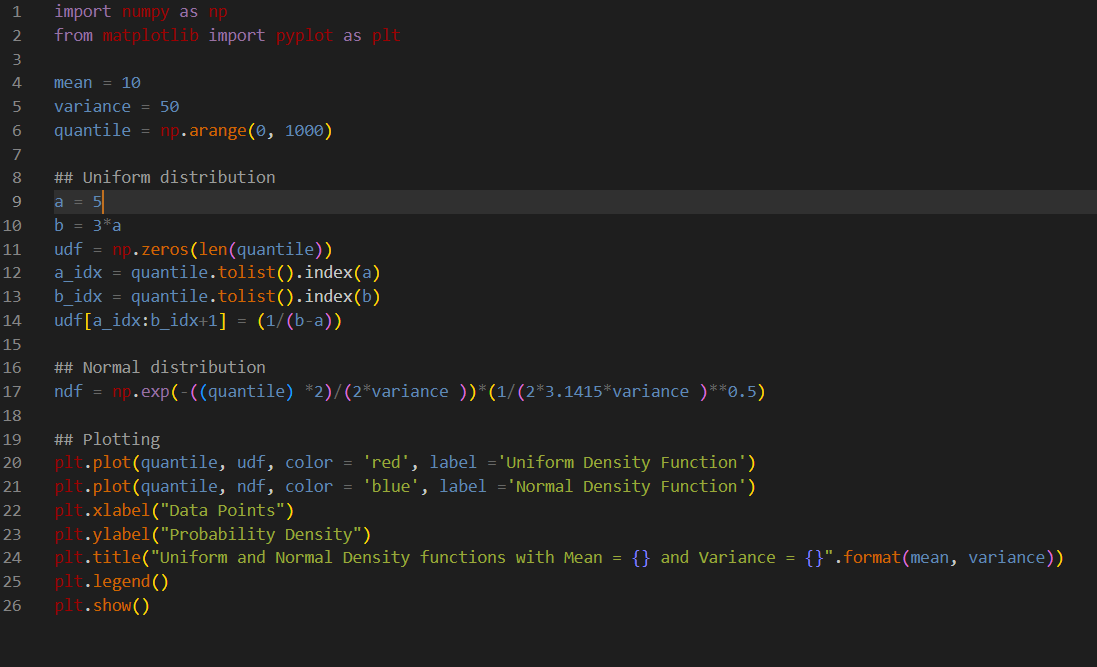 1 import numpy as np
2 from matplotlib import pyplot as plt
3
4 mean = 10
5 variance = 50
6 quantile = np.arange(0, 1000)
7
8 ## Uniform distribution
9 a = 5
10 b = 3*a
11 udf = np.zeros(len(quantile))
12 a_idx = quantile.tolist().index(a)
13 b_idx = quantile.tolist().index(b)
14 udf[a_idx:b_idx+1] = (1/(b-a))
15
16 ## Normal distribution
17 ndf = np.exp(-((quantile) *2)/(2*variance ))*(1/(2*3.1415*variance )**0.5)
18
19 ## Plotting
20 plt.plot(quantile, udf, color = 'red', label ='Uniform Density Function')
21 plt.plot(quantile, ndf, color = 'blue', label ='Normal Density Function')
22 plt.xlabel("Data Points")
23 plt.ylabel("Probability Density")
24 plt.title("Uniform and Normal Density functions with Mean = {} and Variance = {}".format(mean, variance))
25 plt.legend()
26 plt.show()